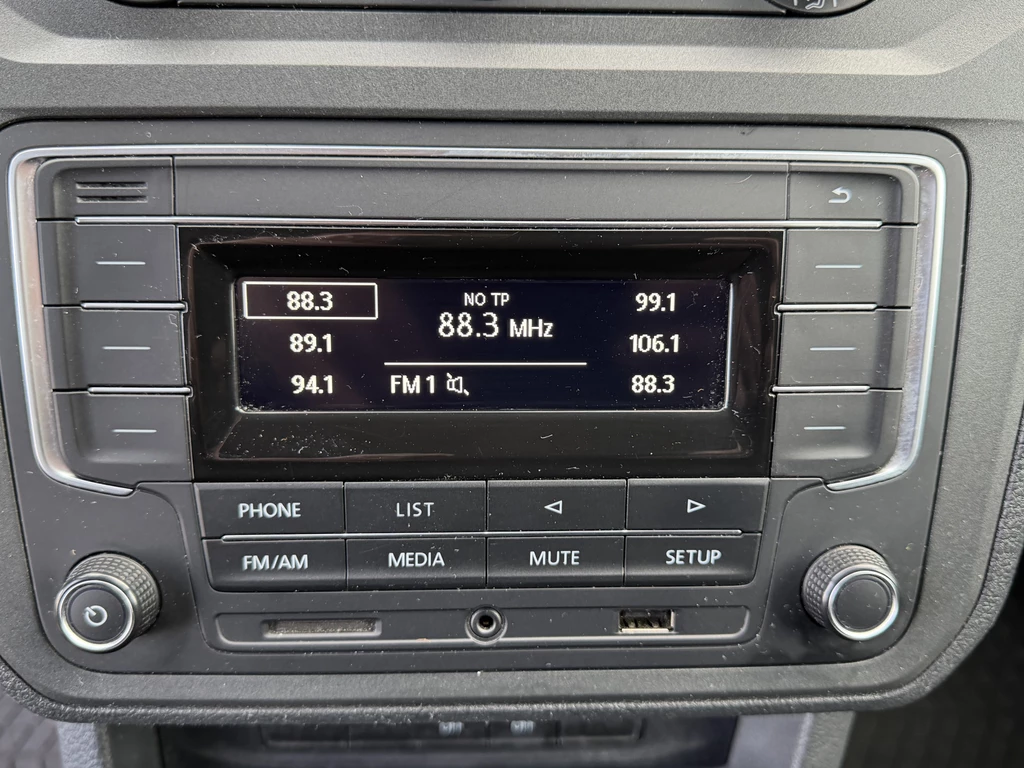 88.3 NO TP 99.1
88.3 MHz
89.1 106.1
94.1 FM 1 88.3
PHONE LIST
FM/AM MEDIA MUTE SETUP